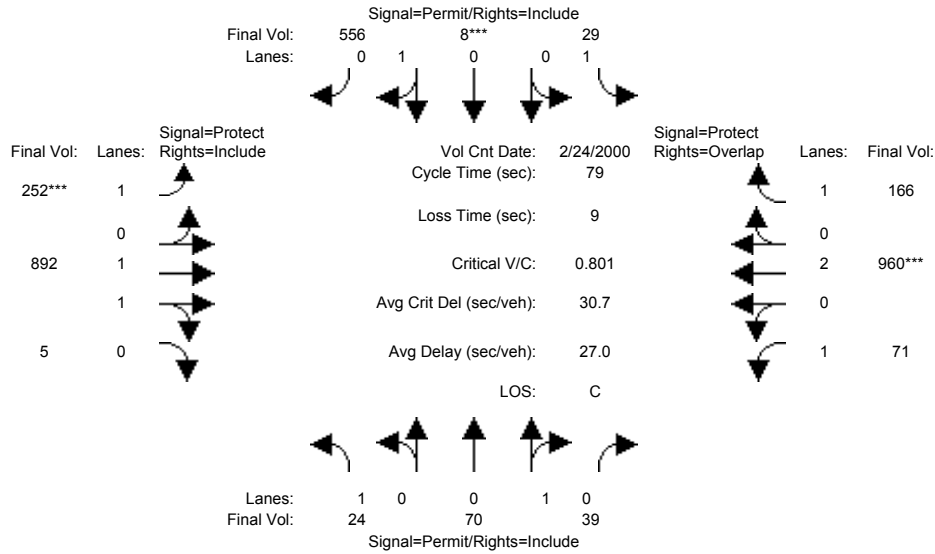 Signal=Permit/Rights=Include
Final Vol: 556 8*** 29
Lanes: 0 1 0 0 1
Signal=Protect Signal=Protect
Final Vol: Lanes: Rights=Include Vol Cnt Date: 2/24/2000 Rights=Overlap Lanes: Final Vol:
Cycle Time (sec): 79
252*** 1 1 166
Loss Time (sec): 9
0 0
892 1 Critical V/C: 0.801 2 960***
1 Avg Crit Del (sec/veh): 30.7 0
5 0 Avg Delay (sec/veh): 27.0 1 71
LOS: C
Lanes: 1 0 0 1 0
Final Vol: 24 70 39
Signal=Permit/Rights=Include